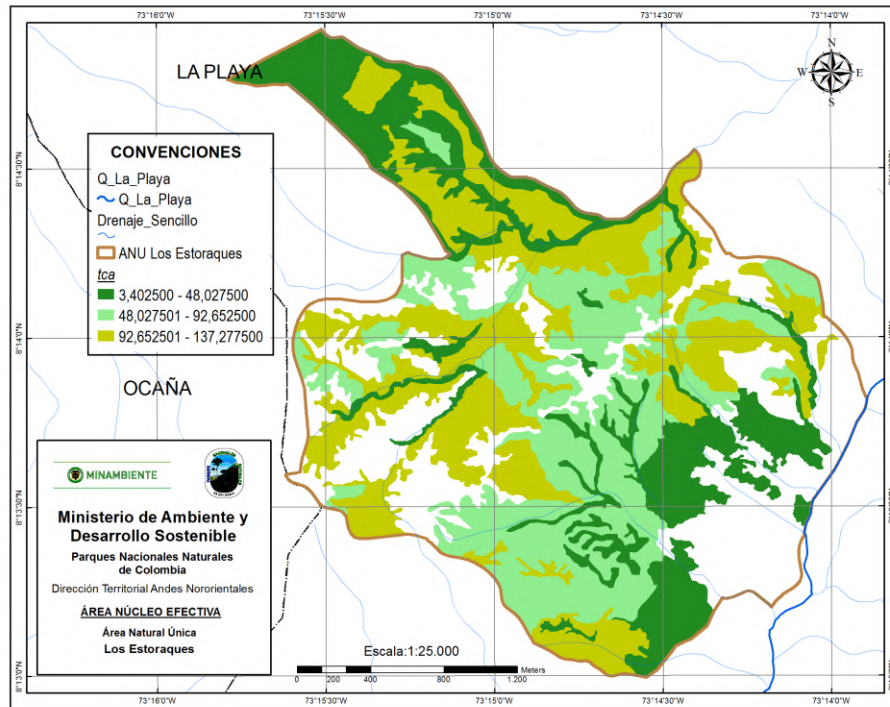 73°16'0"W 73°15'30"W 73°15'0"W 73°14'30"W 73°14'0"W
LA PLAYA
N
W E
S
8°14'30"N
CONVENCIONES
Q_La_Playa
Q_La_Playa
Drenaje_Sencillo
ANU Los Estoraques
tca
3,402500 - 48,027500
48,027501 - 92,652500
92,652501 - 137,277500
8°14'0"N
OCAÑA
MINAMBIENTE
Ministerio de Ambiente y
Desarrollo Sostenible
Parques Nacionales Naturales
de Colombia
Dirección Territorial Andes Nororientales
ÁREA NÚCLEO EFECTIVA
Área Natural Única
Los Estoraques
8°13'30"N
Escala:1:25.000
Meters
0 200 400 800 1.200
8°13'0"N
73°16'0"W 73°15'30"W 73°15'0"W 73°14'30"W 73°14'0"W